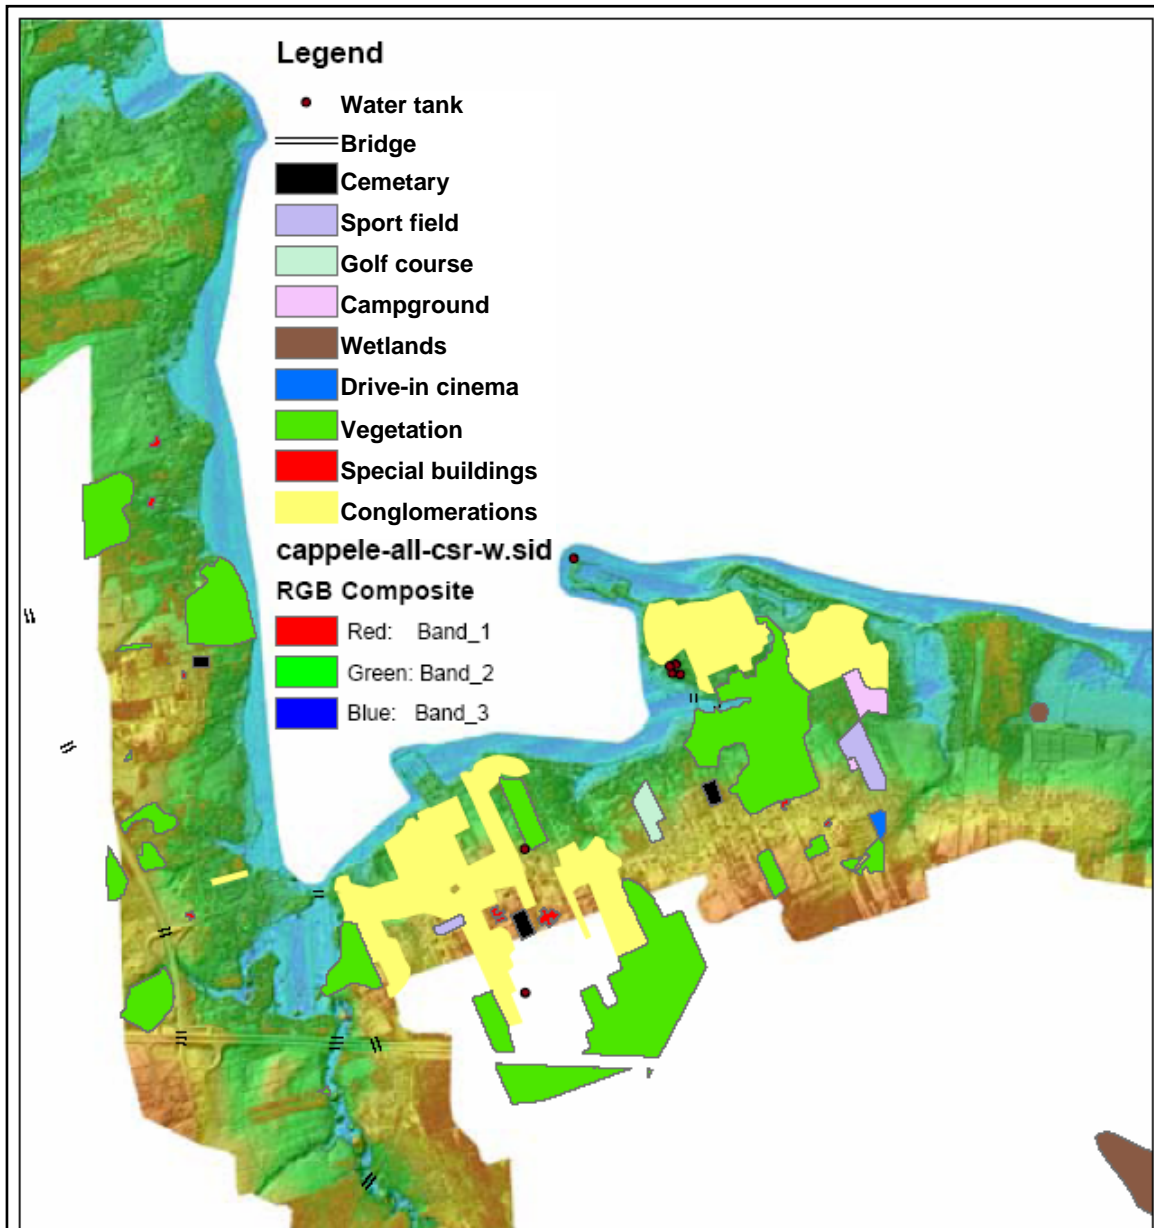 Legend
Water tank
Bridge
Cemetary
Sport field
Golf course
Campground
Wetlands
Drive-in cinema
Vegetation
Special buildings
Conglomerations
cappele-all-csr-w.sid
RGB Composite
Red: Band_1
Green: Band_2
Blue: Band_3